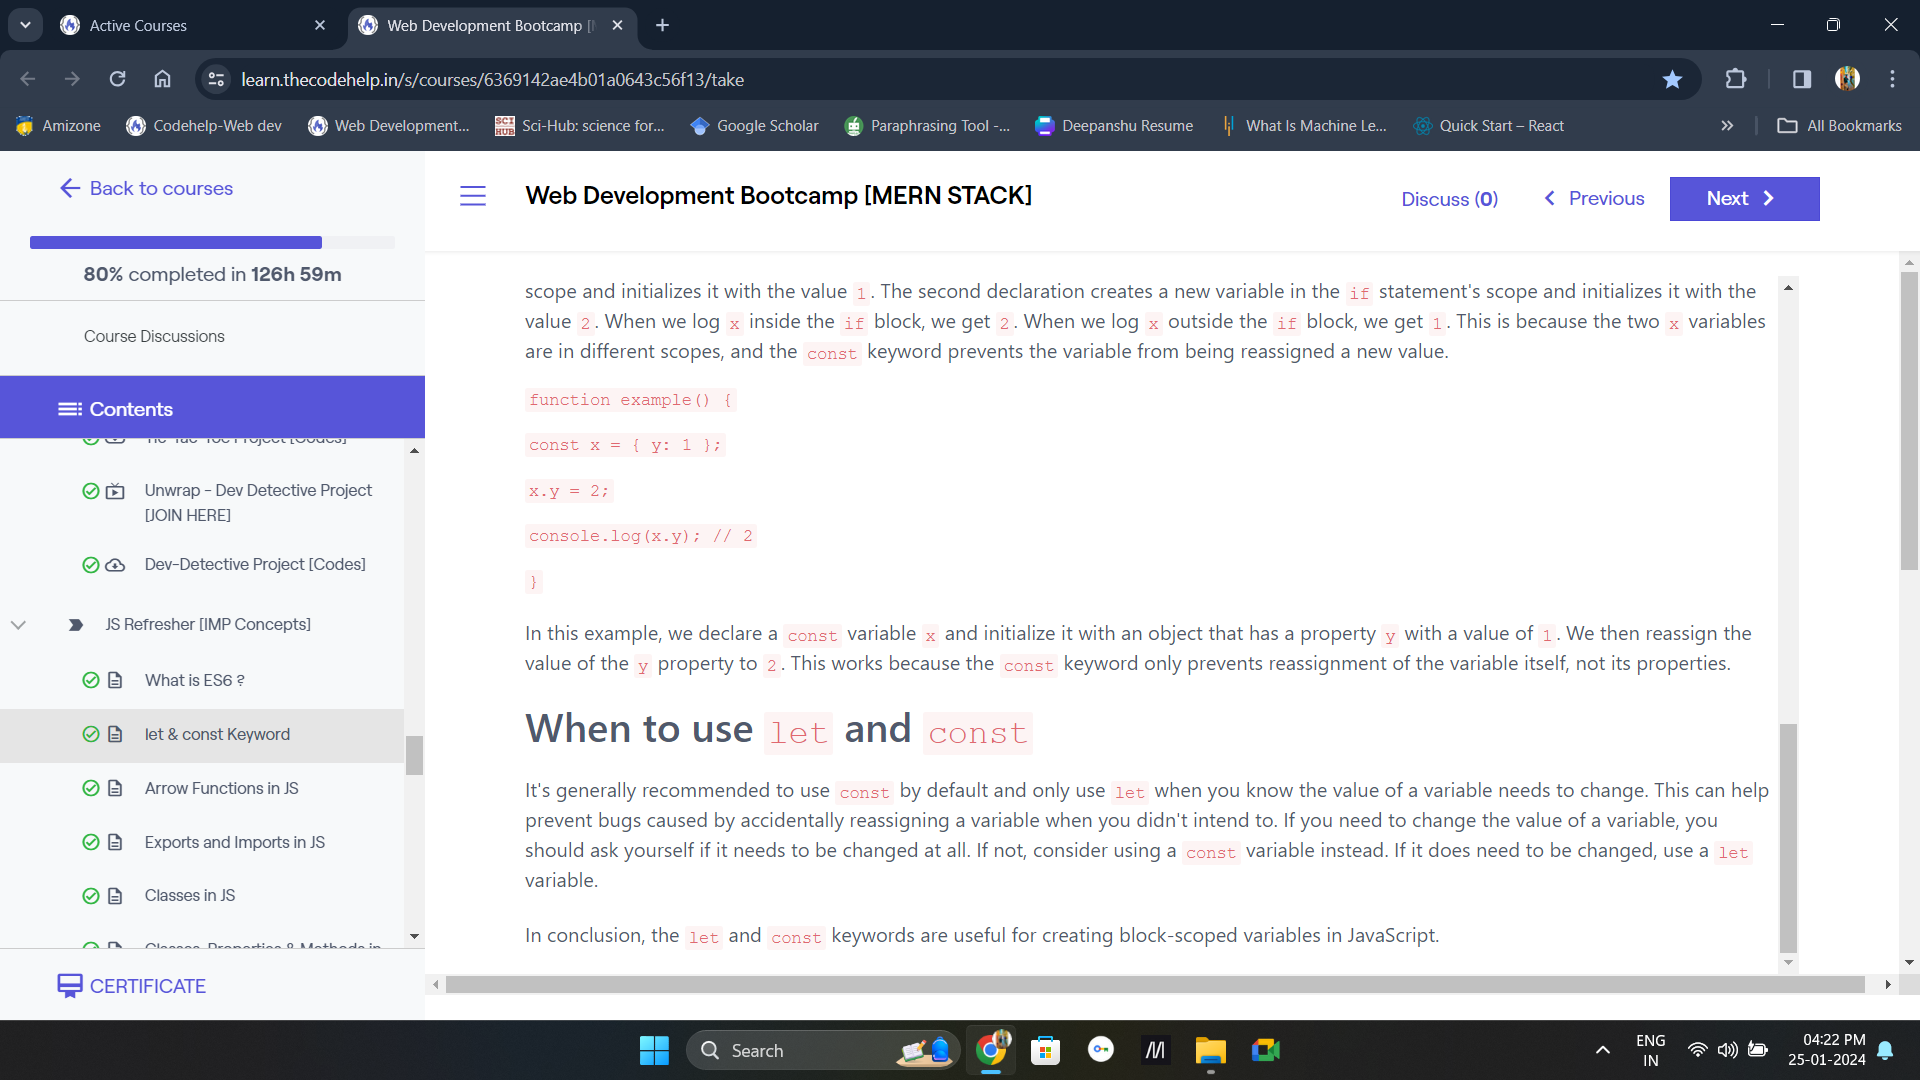 Active Courses
Web Development Bootcamp [
learn.thecodehelp.in/s/courses/6369142ae4b01a0643c56f13/take
Amizone
Codehelp-Web dev
Web Development...
SCI HUB
Sci-Hub: science for...
Google Scholar
Paraphrasing Tool -...
Deepanshu Resume
What Is Machine Le...
Quick Start – React
All Bookmarks
Back to courses
80% completed in 126h 59m
Course Discussions
Contents
Tic-Tac-Toe Project [Codes]
Unwrap - Dev Detective Project
[JOIN HERE]
Dev-Detective Project [Codes]
JS Refresher [IMP Concepts]
What is ES6 ?
let & const Keyword
Arrow Functions in JS
Exports and Imports in JS
Classes in JS
Classes, Properties & Methods in
CERTIFICATE
Web Development Bootcamp [MERN STACK]
Discuss (0)
Previous
Next
scope and initializes it with the value 1. The second declaration creates a new variable in the if statement's scope and initializes it with the
value 2. When we log x inside the if block, we get 2. When we log x outside the if block, we get 1. This is because the two x variables
are in different scopes, and the const keyword prevents the variable from being reassigned a new value.
function example() {
const x = { y: 1 };
x.y = 2;
console.log(x.y); // 2
}
In this example, we declare a const variable x and initialize it with an object that has a property y with a value of 1. We then reassign the
value of the y property to 2. This works because the const keyword only prevents reassignment of the variable itself, not its properties.
When to use let and const
It's generally recommended to use const by default and only use let when you know the value of a variable needs to change. This can help
prevent bugs caused by accidentally reassigning a variable when you didn't intend to. If you need to change the value of a variable, you
should ask yourself if it needs to be changed at all. If not, consider using a const variable instead. If it does need to be changed, use a let
variable.
In conclusion, the let and const keywords are useful for creating block-scoped variables in JavaScript.
Search
ENG
IN
04:22 PM
25-01-2024